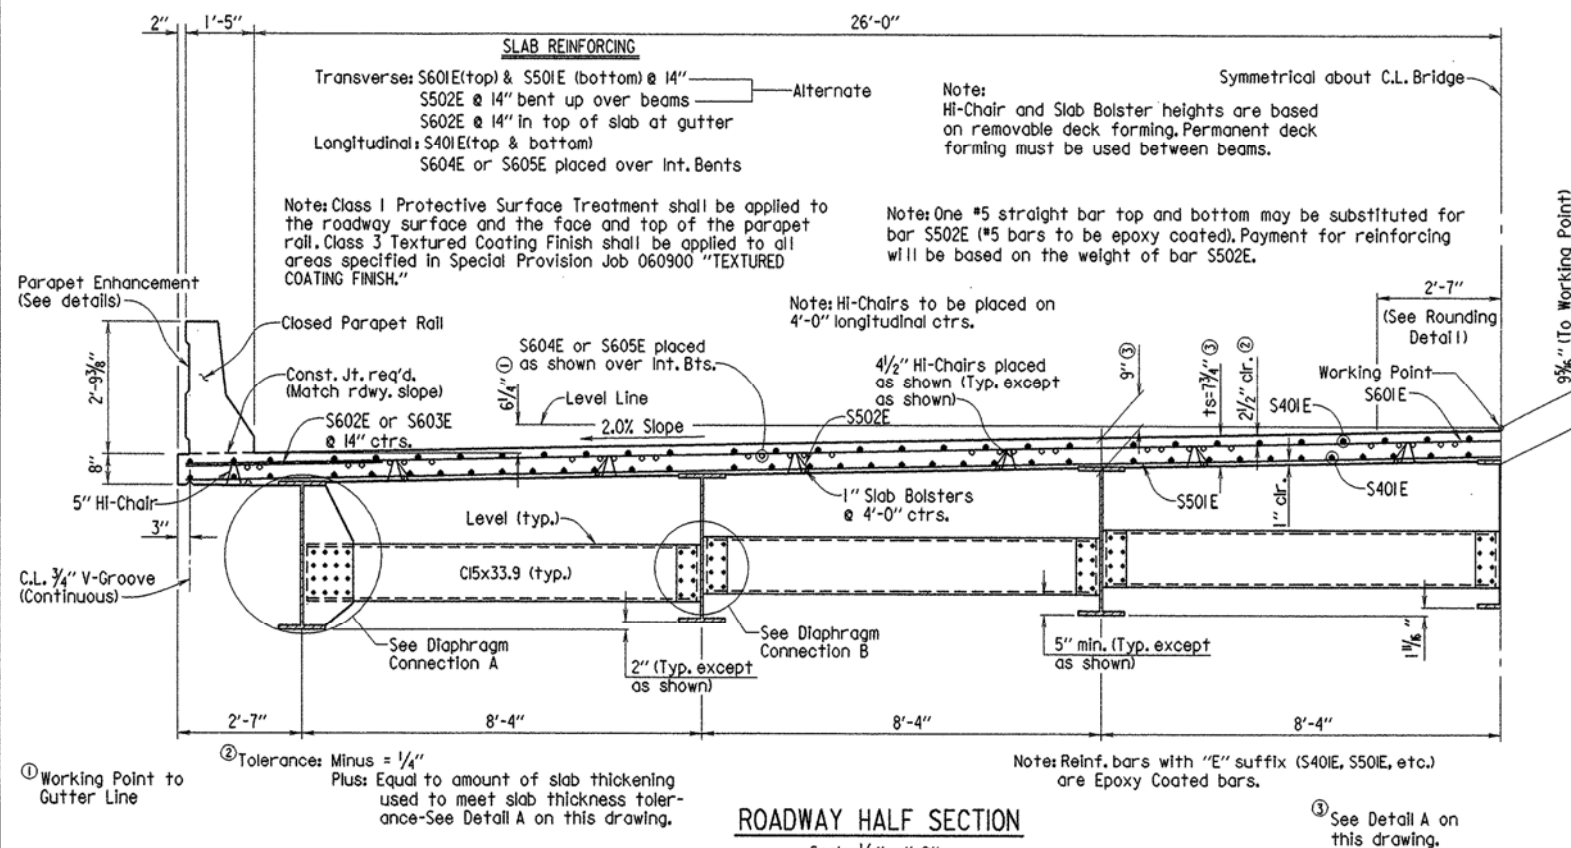 2" 1'-5" 26'-0"
SLAB REINFORCING
Transverse: S601E(top) & S501E (bottom) @ 14"
S502E @ 14" bent up over beams
Alternate
S602E @ 14" in top of slab at gutter
Longitudinal: S401E(top & bottom)
S604E or S605E placed over Int. Bents
Note:
Hi-Chair and Slab Bolster heights are based
on removable deck forming. Permanent deck
forming must be used between beams.
Symmetrical about C.L. Bridge
Note: Class 1 Protective Surface Treatment shall be applied to
the roadway surface and the face and top of the parapet
rail. Class 3 Textured Coating Finish shall be applied to all
areas specified in Special Provision Job 060900 "TEXTURED
COATING FINISH."
Note: One #5 straight bar top and bottom may be substituted for
bar S502E (#5 bars to be epoxy coated). Payment for reinforcing
will be based on the weight of bar S502E.
Parapet Enhancement
(See details)
Closed Parapet Rail
Note: Hi-Chairs to be placed on
4'-0" longitudinal ctrs.
2'-7"
(See Rounding
Detail)
9 5/16" (To Working Point)
2'-9 3/8"
Const. Jt. req'd.
(Match rdwy. slope)
S602E or S603E
@ 14" ctrs.
6 1/4" ①
S604E or S605E placed
as shown over Int. Bts.
Level Line
2.0% Slope
4 1/2" Hi-Chairs placed
as shown (Typ. except
as shown)
S502E
9" ③
ts=7 3/4" ③
2 1/2" clr. ②
Working Point
S401E
S601E
8"
5" Hi-Chair
3"
C.L. 3/4" V-Groove
(Continuous)
Level (typ.)
C15x33.9 (typ.)
1" Slab Bolsters
@ 4'-0" ctrs.
S501E
1" clr.
S401E
See Diaphragm
Connection A
2" (Typ. except
as shown)
See Diaphragm
Connection B
5" min. (Typ. except
as shown)
1 11/16"
2'-7" 8'-4" 8'-4" 8'-4"
① Working Point to
Gutter Line
② Tolerance: Minus = 1/4"
Plus: Equal to amount of slab thickening
used to meet slab thickness toler-
ance-See Detail A on this drawing.
Note: Reinf. bars with "E" suffix (S401E, S501E, etc.)
are Epoxy Coated bars.
③ See Detail A on
this drawing.
ROADWAY HALF SECTION